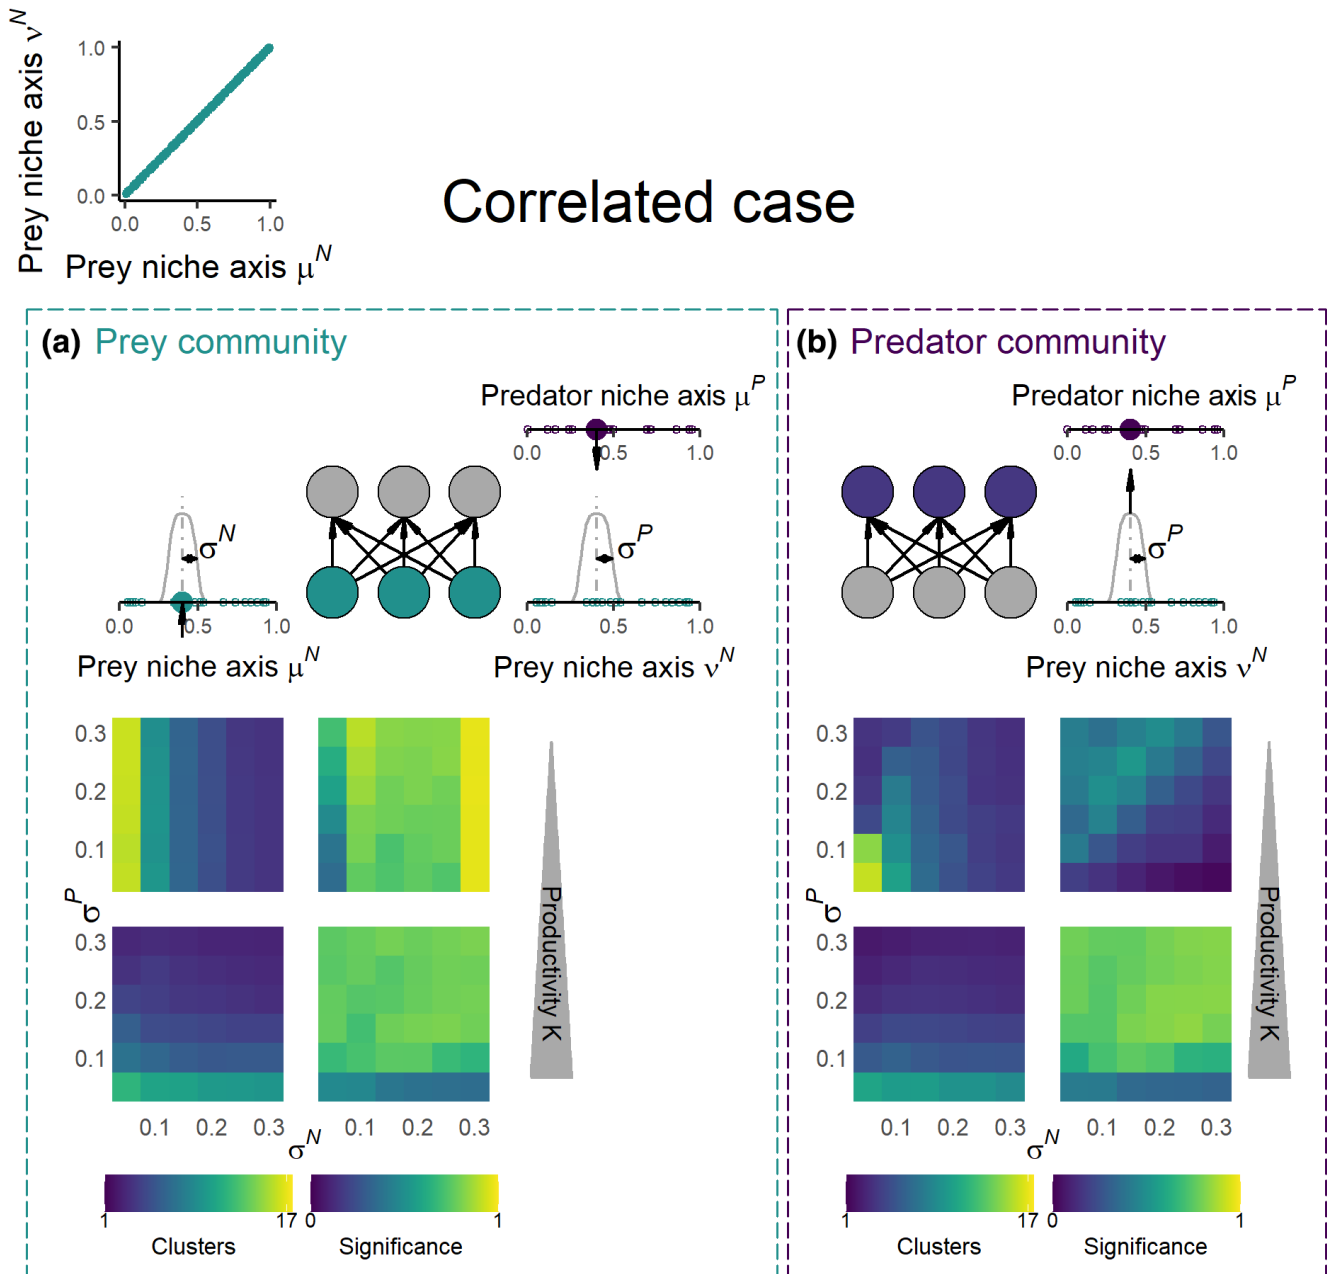 Prey niche axis ν^N
1.0
0.5
0.0
0.0 0.5 1.0
Prey niche axis μ^N
Correlated case
(a) Prey community
Predator niche axis μ^P
0.0 0.5 1.0
σ^N
σ^P
0.0 0.5 1.0
0.0 0.5 1.0
Prey niche axis μ^N
Prey niche axis ν^N
0.3
0.2
0.1
σ^P
0.3
0.2
0.1
0.1 0.2 0.3
0.1 0.2 0.3
σ^N
Productivity K
1 17
Clusters
0 1
Significance
(b) Predator community
Predator niche axis μ^P
0.0 0.5 1.0
σ^P
0.0 0.5 1.0
Prey niche axis ν^N
0.3
0.2
0.1
σ^P
0.3
0.2
0.1
0.1 0.2 0.3
0.1 0.2 0.3
σ^N
Productivity K
1 17
Clusters
0 1
Significance